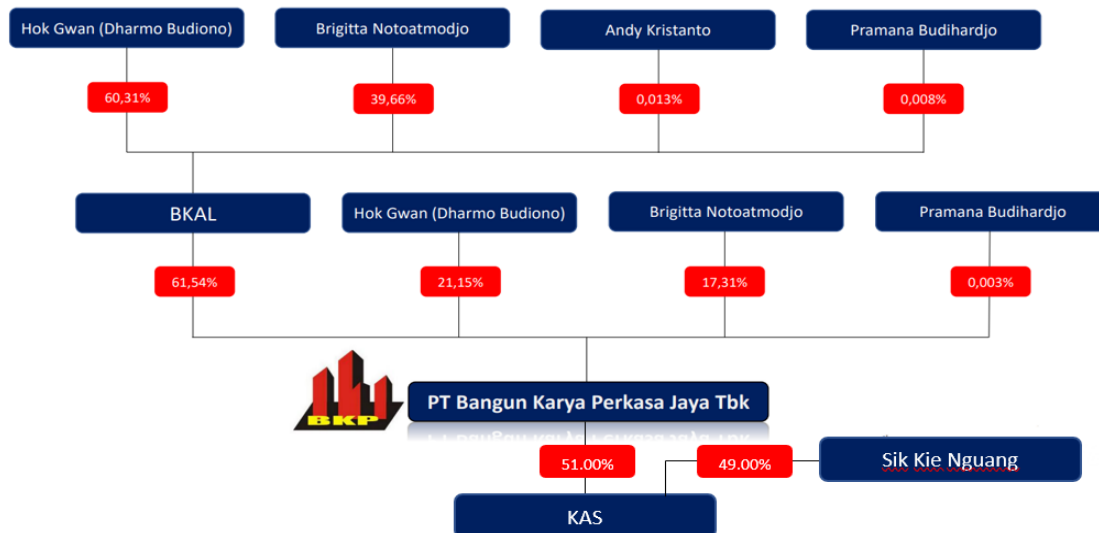 Hok Gwan (Dharmo Budiono)
Brigitta Notoatmodjo
Andy Kristanto
Pramana Budihardjo
60,31%
39,66%
0,013%
0,008%
BKAL
Hok Gwan (Dharmo Budiono)
Brigitta Notoatmodjo
Pramana Budihardjo
61,54%
21,15%
17,31%
0,003%
BKP
PT Bangun Karya Perkasa Jaya Tbk
51.00%
49.00%
Sik Kie Nguang
KAS